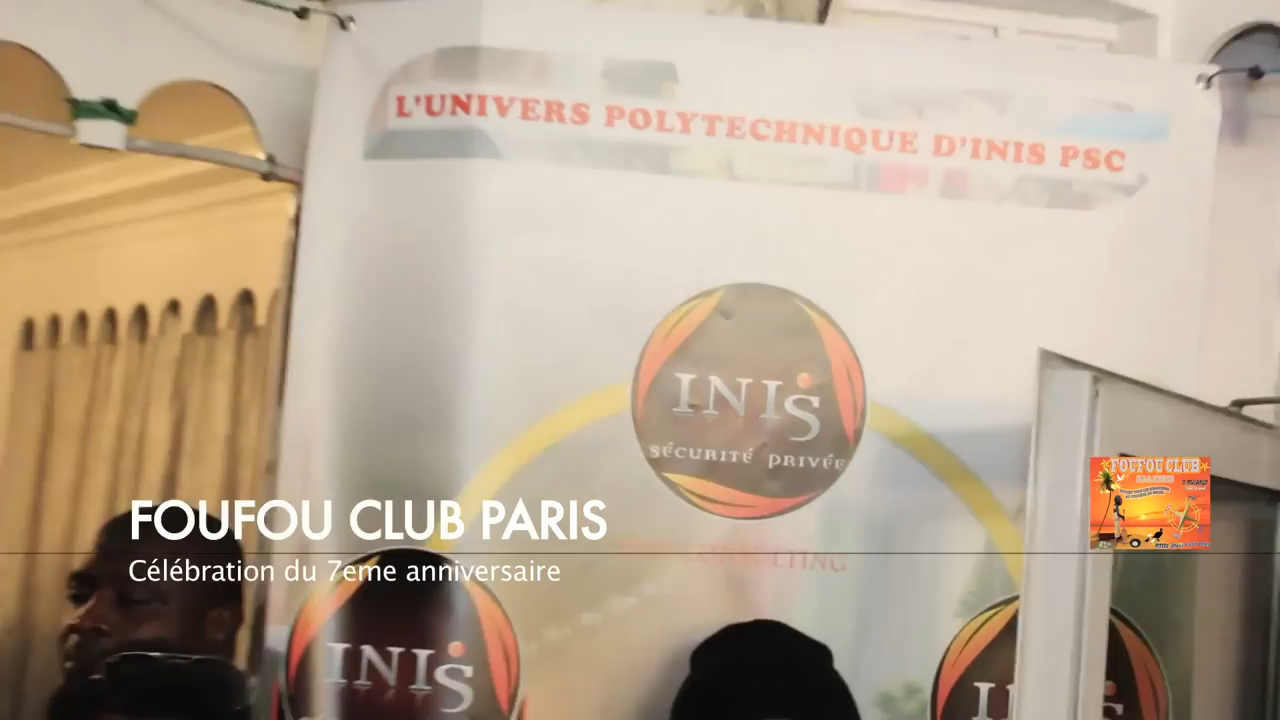 L'UNIVERS POLYTECHNIQUE D'INIS PSC
INIS
SÉCURITÉ PRIVÉE
FOUFOU CLUB
FOUFOU CLUB PARIS
Célébration du 7eme anniversaire
INIS